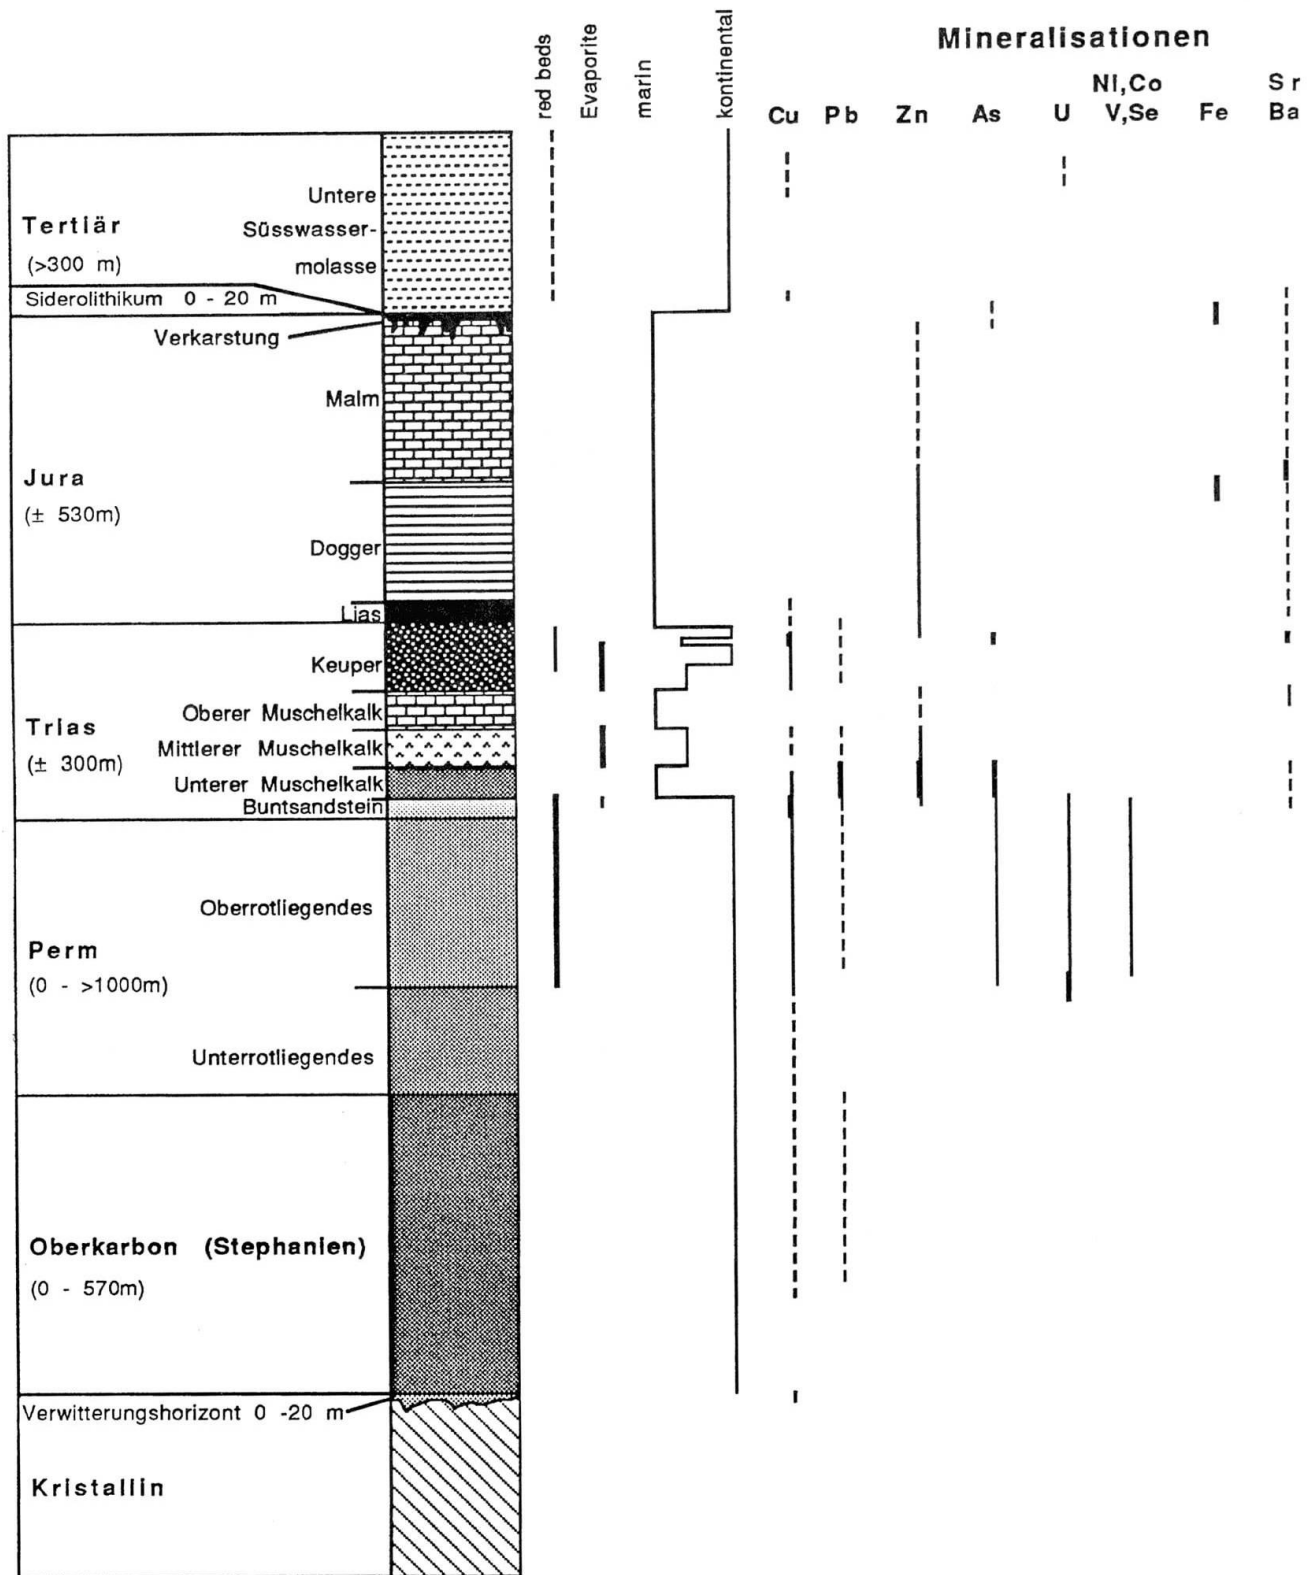 Mineralisationen
red beds
Evaporite
marin
kontinental
Cu
Pb
Zn
As
U
Ni,Co
V,Se
Fe
Sr
Ba
Tertiär
(>300 m)
Untere
Süsswasser-
molasse
Siderolithikum 0 - 20 m
Verkarstung
Malm
Jura
(± 530m)
Dogger
Lias
Keuper
Oberer Muschelkalk
Trias
(± 300m)
Mittlerer Muschelkalk
Unterer Muschelkalk
Buntsandstein
Oberrotliegendes
Perm
(0 - >1000m)
Unterrotliegendes
Oberkarbon (Stephanien)
(0 - 570m)
Verwitterungshorizont 0 -20 m
Kristallin